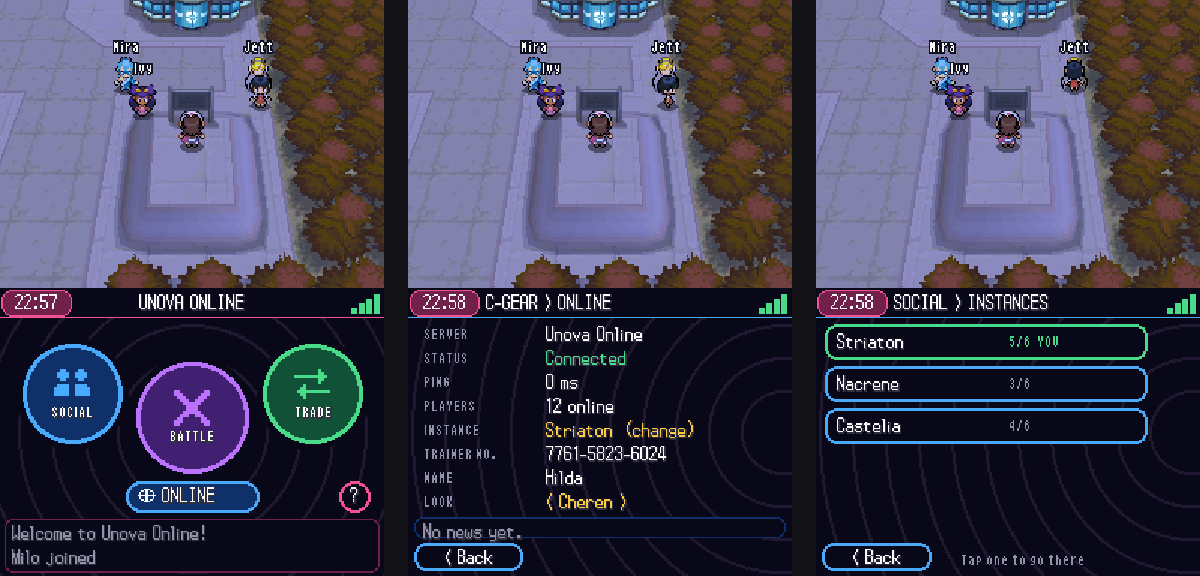 Mira
Ivy
Jett
22:57
UNOVA ONLINE
SOCIAL
BATTLE
TRADE
ONLINE
?
Welcome to Unova Online!
Milo joined
Mira
Ivy
Jett
22:58
C-GEAR > ONLINE
SERVER Unova Online
STATUS Connected
PING 0 ms
PLAYERS 12 online
INSTANCE Striaton (change)
TRAINER NO. 7761-5823-6024
NAME Hilda
LOOK < Cheren >
No news yet.
< Back
Mira
Ivy
Jett
22:58
SOCIAL > INSTANCES
Striaton 5/6 YOU
Nacrene 3/6
Castelia 4/6
< Back
Tap one to go there